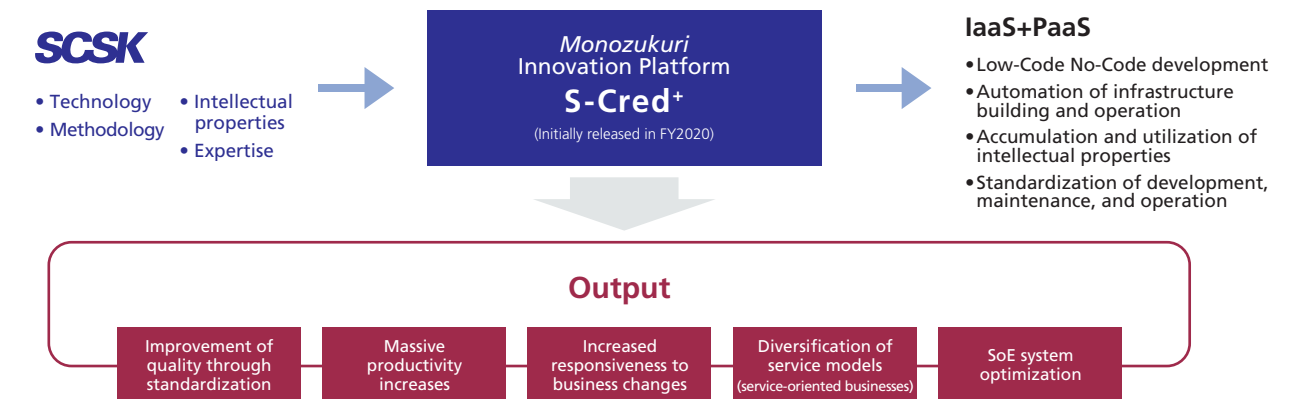 SCSK
• Technology
• Methodology
• Intellectual
properties
• Expertise
Monozukuri
Innovation Platform
S-Cred+
(Initially released in FY2020)
IaaS+PaaS
•Low-Code No-Code development
•Automation of infrastructure
building and operation
•Accumulation and utilization of
intellectual properties
•Standardization of development,
maintenance, and operation
Output
Improvement of
quality through
standardization
Massive
productivity
increases
Increased
responsiveness to
business changes
Diversification of
service models
(service-oriented businesses)
SoE system
optimization